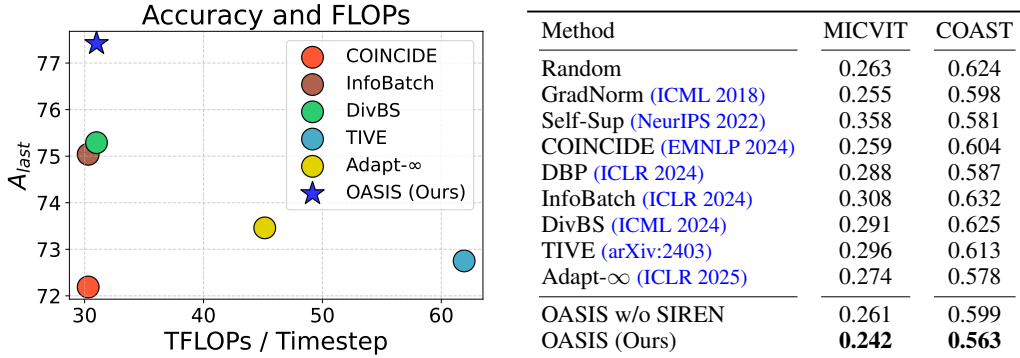 Accuracy and FLOPs
A_last
77
76
75
74
73
72
30
40
50
60
TFLOPs / Timestep
COINCIDE
InfoBatch
DivBS
TIVE
Adapt-∞
OASIS (Ours)
Method MICVIT COAST
Random 0.263 0.624
GradNorm (ICML 2018) 0.255 0.598
Self-Sup (NeurIPS 2022) 0.358 0.581
COINCIDE (EMNLP 2024) 0.259 0.604
DBP (ICLR 2024) 0.288 0.587
InfoBatch (ICLR 2024) 0.308 0.632
DivBS (ICML 2024) 0.291 0.625
TIVE (arXiv:2403) 0.296 0.613
Adapt-∞ (ICLR 2025) 0.274 0.578
OASIS w/o SIREN 0.261 0.599
OASIS (Ours) 0.242 0.563